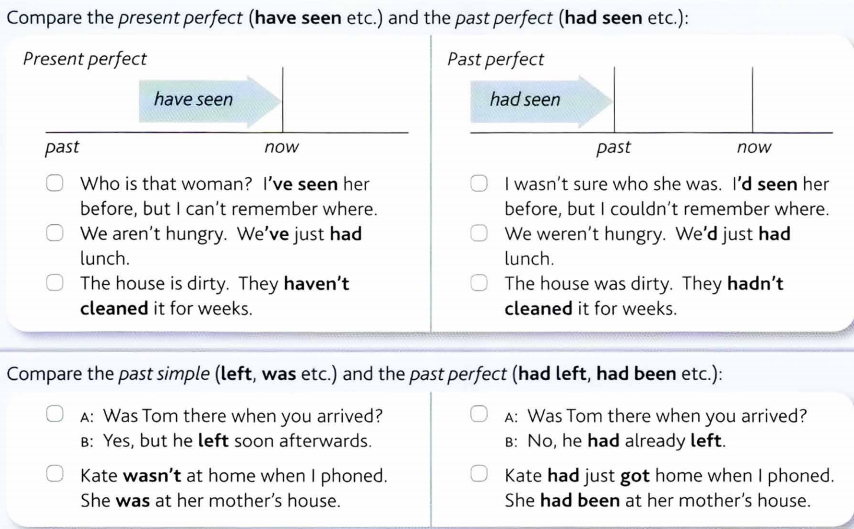 Compare the present perfect (have seen etc.) and the past perfect (had seen etc.):
Present perfect
have seen
past
now
Who is that woman? I've seen her
before, but I can't remember where.
We aren't hungry. We've just had
lunch.
The house is dirty. They haven't
cleaned it for weeks.
Past perfect
had seen
past
now
I wasn't sure who she was. I'd seen her
before, but I couldn't remember where.
We weren't hungry. We'd just had
lunch.
The house was dirty. They hadn't
cleaned it for weeks.
Compare the past simple (left, was etc.) and the past perfect (had left, had been etc.):
A: Was Tom there when you arrived?
B: Yes, but he left soon afterwards.
Kate wasn't at home when I phoned.
She was at her mother's house.
A: Was Tom there when you arrived?
B: No, he had already left.
Kate had just got home when I phoned.
She had been at her mother's house.